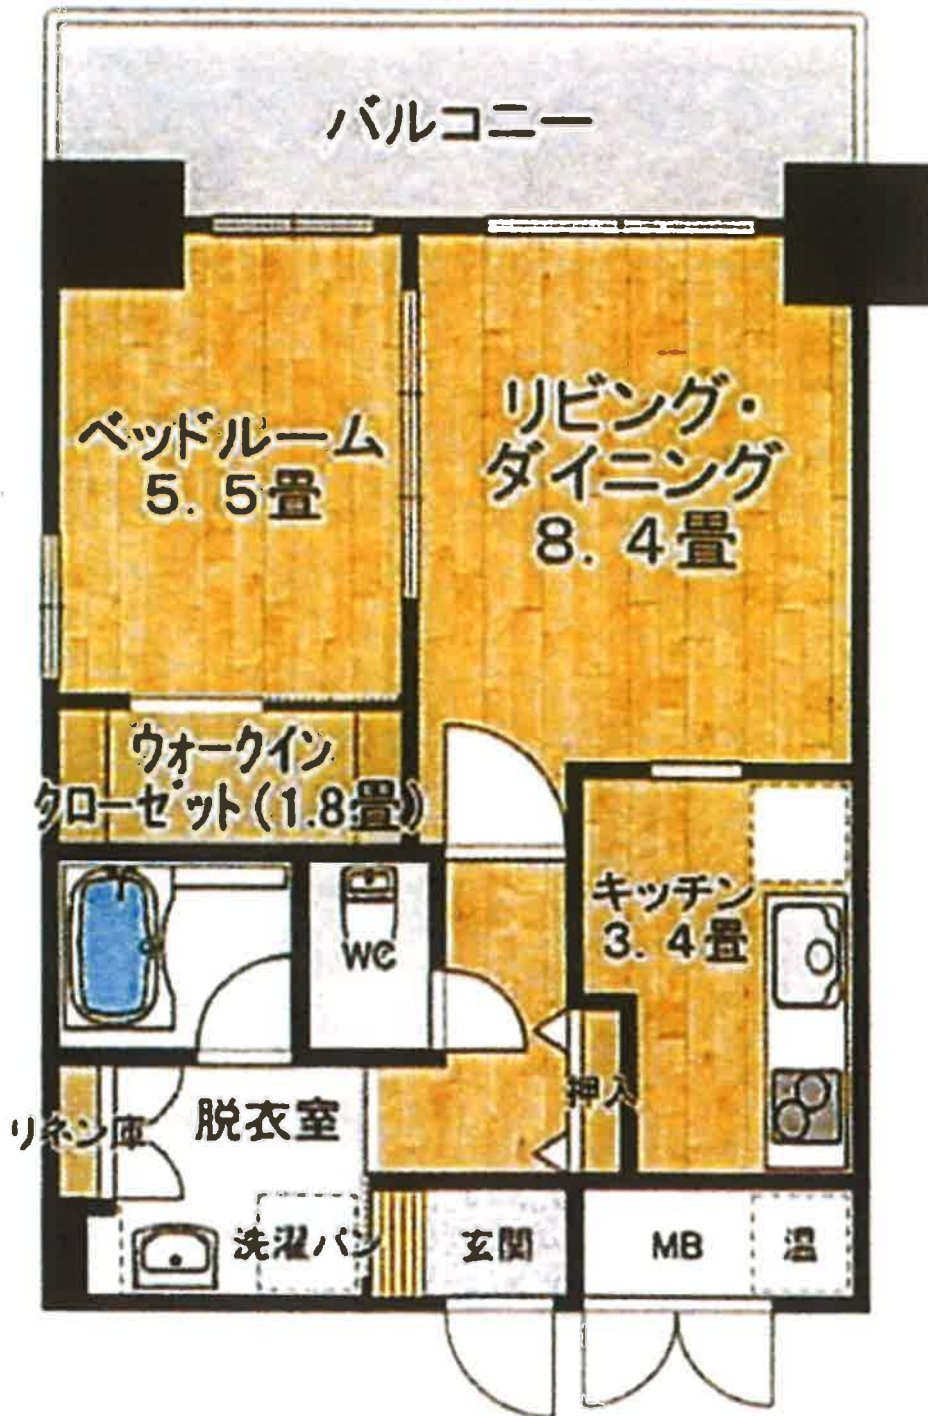 バルコニー
ベッドルーム
5.5畳
リビング・
ダイニング
8.4畳
ウォークイン
クローゼット(1.8畳)
キッチン
3.4畳
WC
押入
リネン庫
脱衣室
洗濯パン
玄関
MB
温